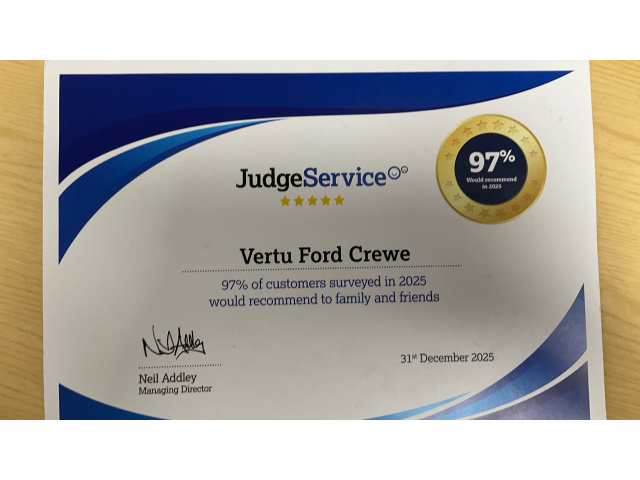 JudgeService
97%
Would recommend
in 2025
Vertu Ford Crewe
97% of customers surveyed in 2025
would recommend to family and friends
Neil Addley
Managing Director
31st December 2025